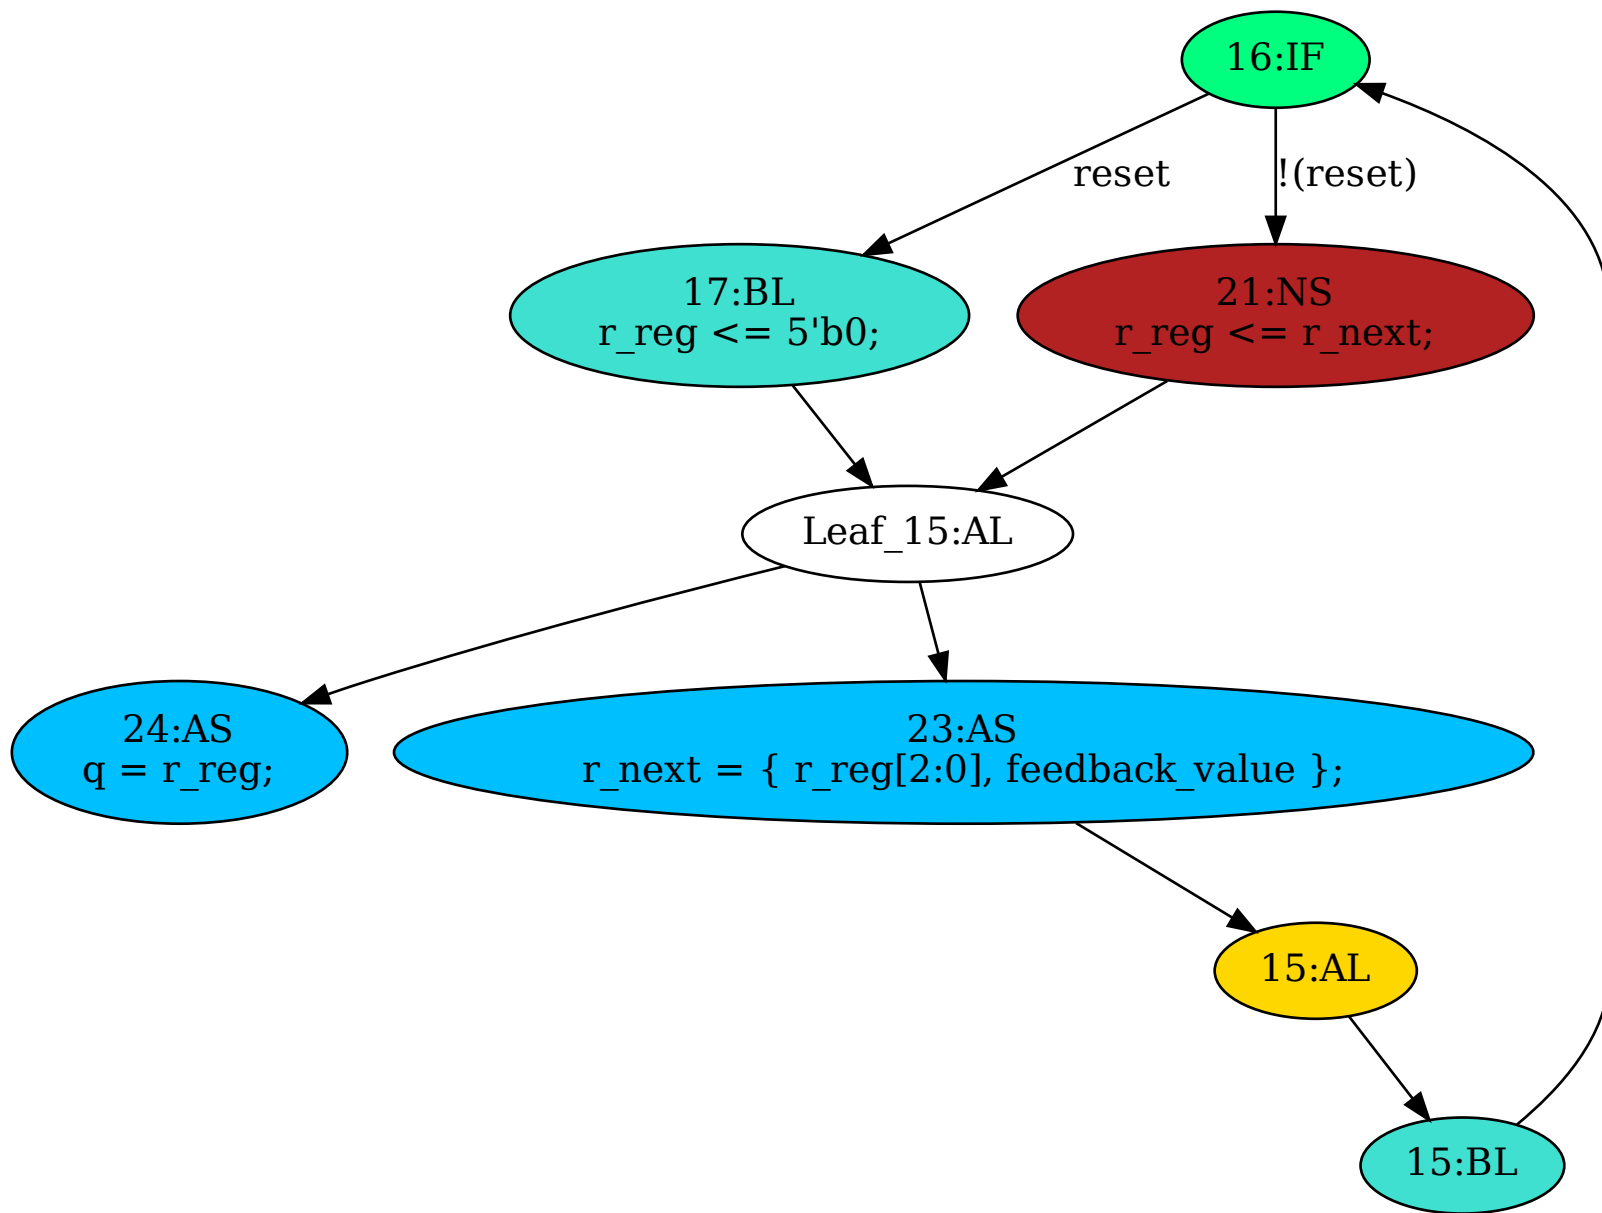 16:IF
reset
!(reset)
17:BL
r_reg <= 5'b0;
21:NS
r_reg <= r_next;
Leaf_15:AL
24:AS
q = r_reg;
23:AS
r_next = { r_reg[2:0], feedback_value };
15:AL
15:BL